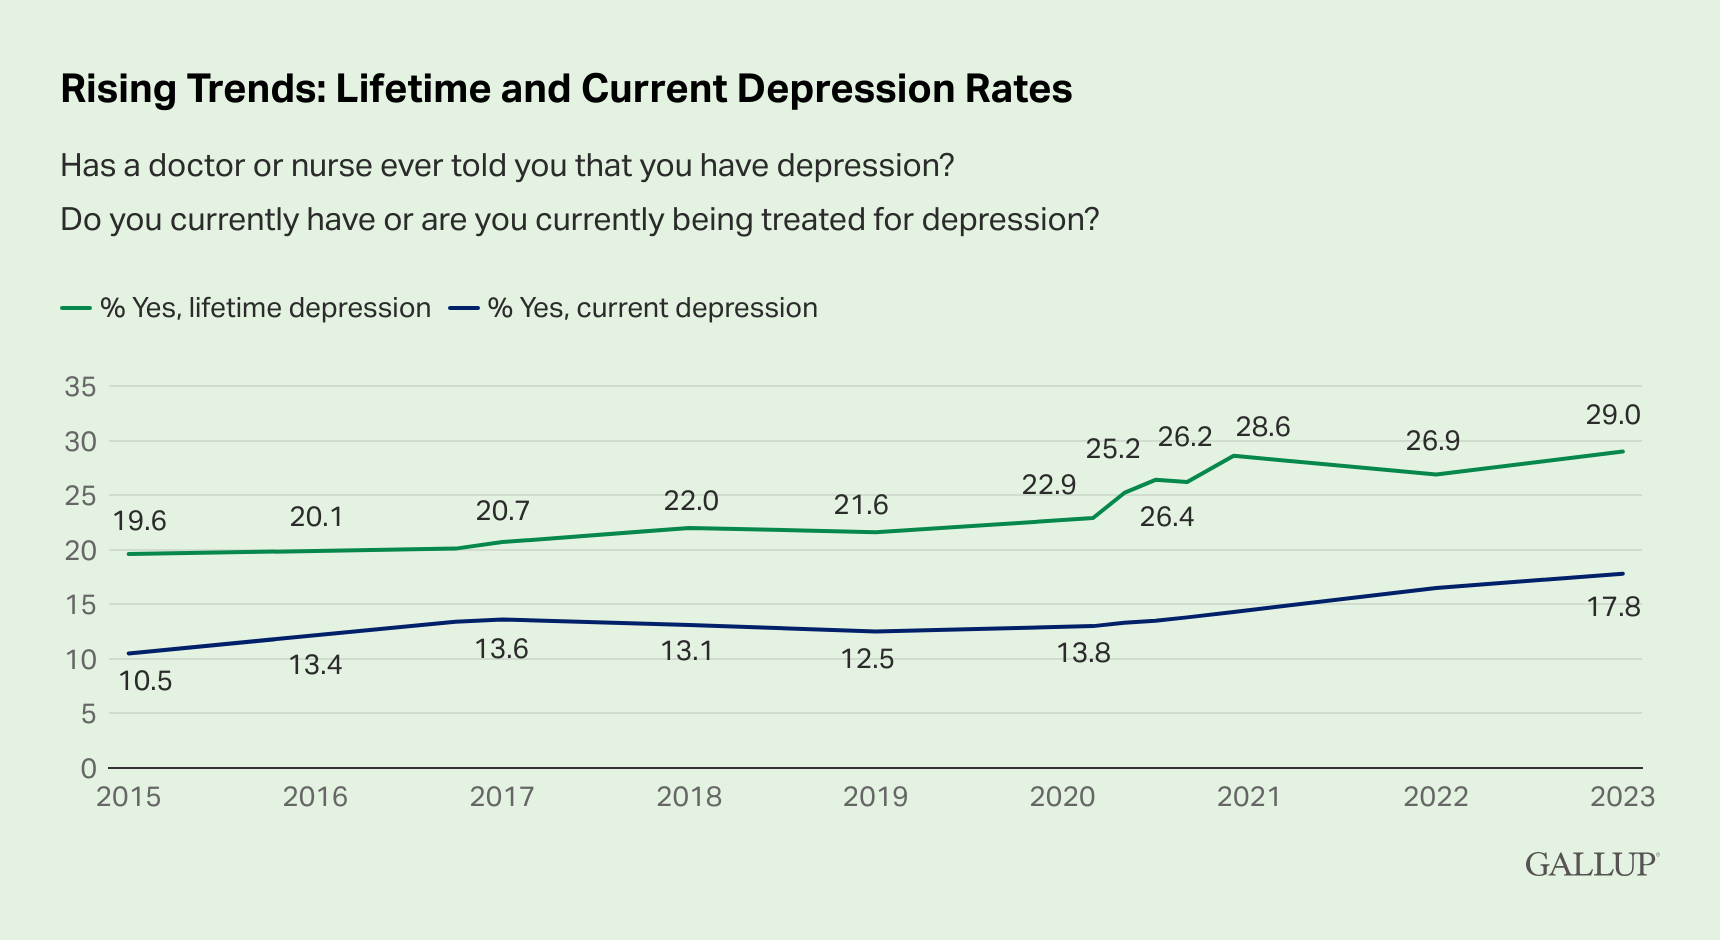 Rising Trends: Lifetime and Current Depression Rates
Has a doctor or nurse ever told you that you have depression?
Do you currently have or are you currently being treated for depression?
% Yes, lifetime depression % Yes, current depression
35
30
25
20
15
10
5
0
19.6 20.1 20.7 22.0 21.6 22.9 25.2 26.4 26.2 28.6 26.9 29.0
10.5 13.4 13.6 13.1 12.5 13.8 17.8
2015 2016 2017 2018 2019 2020 2021 2022 2023
GALLUP®